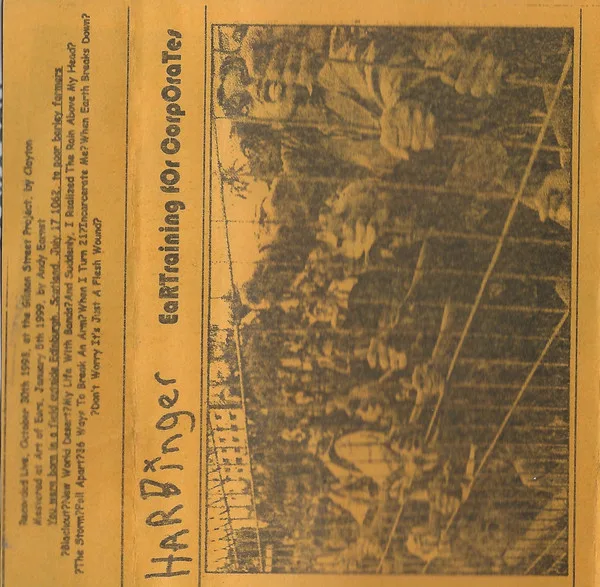 Recorded Live, October 30th 1998, at the Gilman Street Project, by Clayton
Mastered at Art of Ears, January 5th 1999, by Andy Earnst
You were born in a field outside Edinburgh, Scotland, July 17 1062, to poor barley farmers
?Blackout?New World Desert?My Life With Bonds?And Suddenly, I Realized The Rain Above My Head?
?The Storm?Fall Apart?36 Ways To Break An Arm?When I Turn 21?Incarcerate Me?When Earth Breaks Down?
?Don't Worry It's Just A Flesh Wound?
HARBinger EaRTraining fOr CorpOraTes